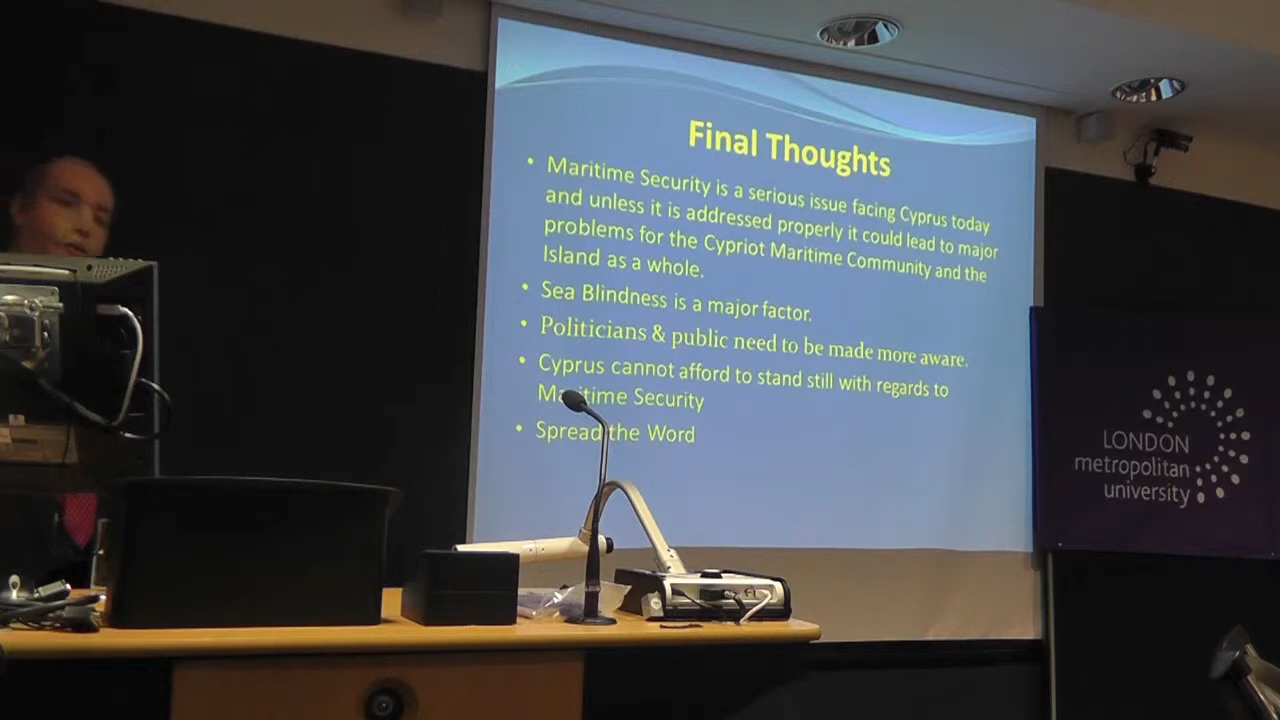 Final Thoughts
• Maritime Security is a serious issue facing Cyprus today
and unless it is addressed properly it could lead to major
problems for the Cypriot Maritime Community and the
Island as a whole.
• Sea Blindness is a major factor.
• Politicians & public need to be made more aware.
• Cyprus cannot afford to stand still with regards to
Maritime Security
• Spread the Word
LONDON
metropolitan
university